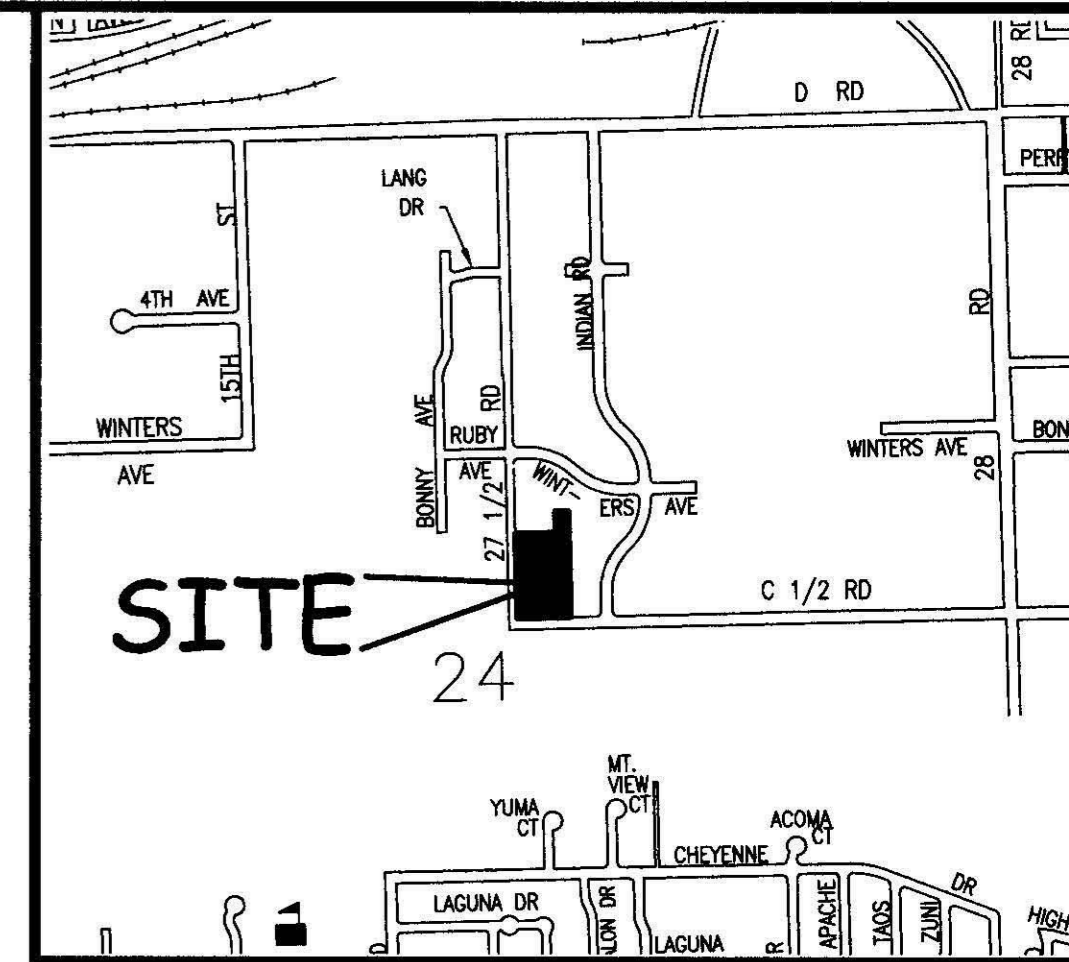 28 RD
D RD
PERR
LANG
DR
ST
4TH AVE
INDIAN RD
RD
15TH
WINTERS
AVE
BONNY AVE
RD
RUBY
AVE
WINT-
ERS AVE
27 1/2
WINTERS AVE
28
BON
SITE
C 1/2 RD
24
MT.
VIEW
CT
YUMA
CT
ACOMA
CT
CHEYENNE
DR
LAGUNA DR
LON DR
LAGUNA
R
APACHE
TAOS
ZUNI
HIGH
D